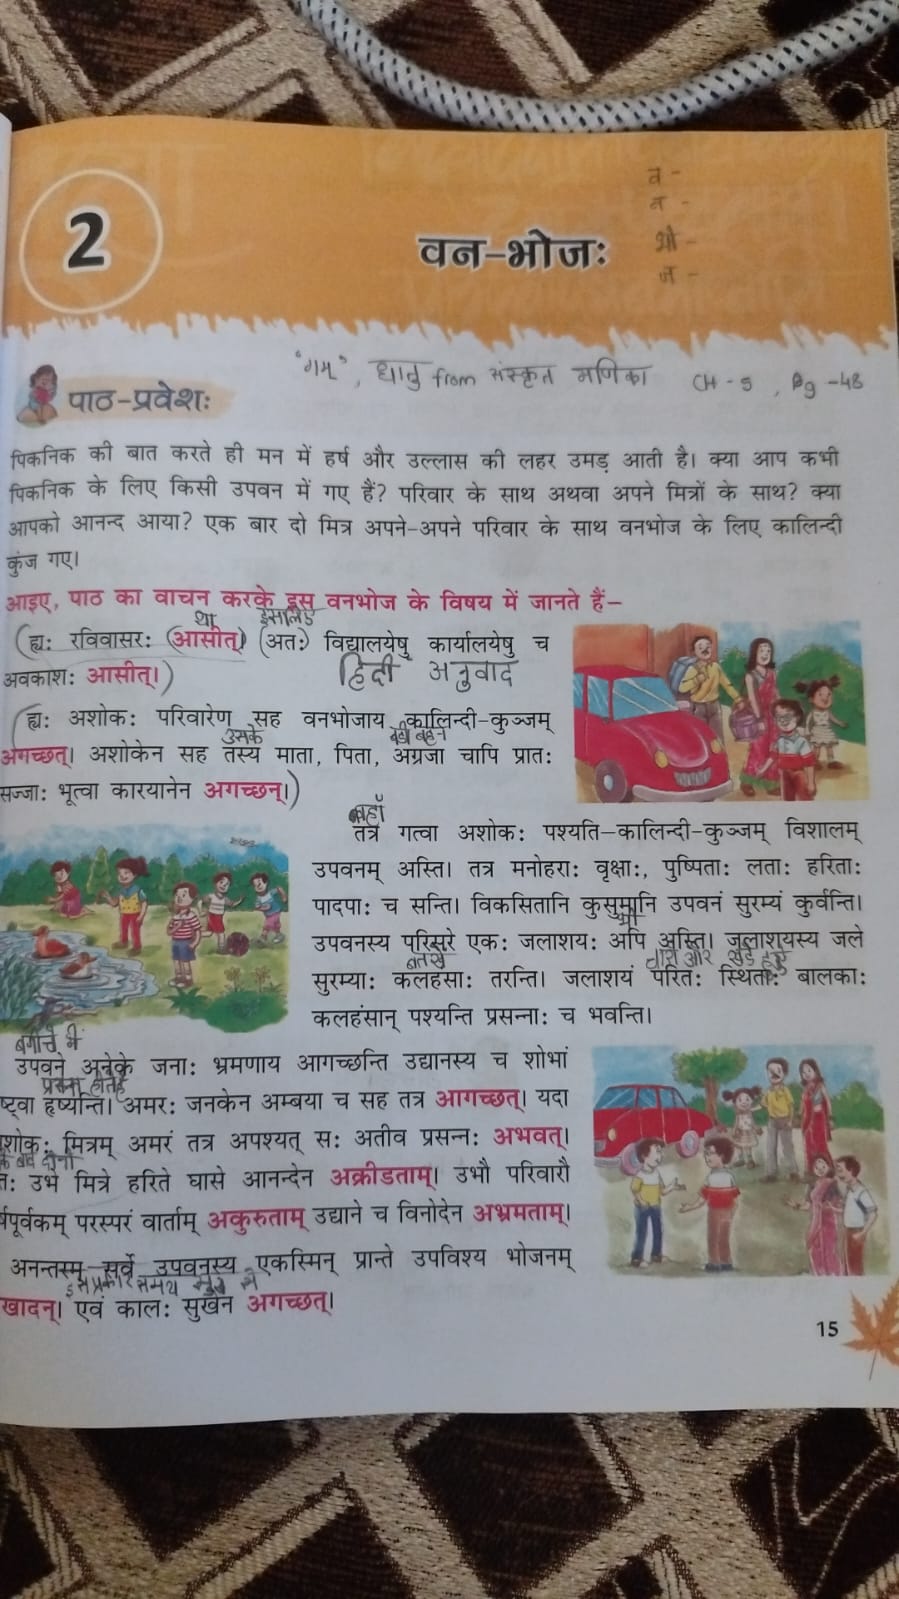 2
वन-भोजः
व -
न -
भो -
ज -
"गम्", धातु from संस्कृत मणिका CH - 5 , Pg -48
पाठ-प्रवेशः
पिकनिक की बात करते ही मन में हर्ष और उल्लास की लहर उमड़ आती है। क्या आप कभी
पिकनिक के लिए किसी उपवन में गए हैं? परिवार के साथ अथवा अपने मित्रों के साथ? क्या
आपको आनन्द आया? एक बार दो मित्र अपने-अपने परिवार के साथ वनभोज के लिए कालिन्दी
कुंज गए।
आइए, पाठ का वाचन करके इस वनभोज के विषय में जानते हैं-
था इसलिए
(ह्यः रविवासरः (आसीत्) (अतः) विद्यालयेषु कार्यालयेषु च
अवकाशः आसीत्।)
हिंदी अनुवाद
(ह्यः अशोकः परिवारेण सह वनभोजाय कालिन्दी-कुञ्जम्
उसके बड़ी बहन
अगच्छत्। अशोकेन सह तस्य माता, पिता, अग्रजा चापि प्रातः
सज्जाः भूत्वा कारयानेन अगच्छन्।)
वहाँ
तत्र गत्वा अशोकः पश्यति-कालिन्दी-कुञ्जम् विशालम्
उपवनम् अस्ति। तत्र मनोहराः वृक्षाः, पुष्पिताः लताः हरिताः
पादपाः च सन्ति। विकसितानि कुसुमानि उपवनं सुरम्यं कुर्वन्ति।
भी
उपवनस्य परिसरे एकः जलाशयः अपि अस्ति। जलाशयस्य जले
बतखें चारों ओर खड़े हुए
सुरम्याः कलहंसाः तरन्ति। जलाशयं परितः स्थिताः बालकाः
कलहंसान् पश्यन्ति प्रसन्नाः च भवन्ति।
बगीचे में
उपवने अनेके जनाः भ्रमणाय आगच्छन्ति उद्यानस्य च शोभां
प्रसन्न होते हैं
ष्ट्वा हृष्यन्ति। अमरः जनकेन अम्बया च सह तत्र आगच्छत्। यदा
शोकः मित्रम् अमरं तत्र अपश्यत् सः अतीव प्रसन्नः अभवत्।
के बाद दोनों
तः उभे मित्रे हरिते घासे आनन्देन अक्रीडताम्। उभौ परिवारौ
र्षपूर्वकम् परस्परं वार्ताम् अकुरुताम् उद्याने च विनोदेन अभ्रमताम्।
अनन्तरम् सर्वे उपवनस्य एकस्मिन् प्रान्ते उपविश्य भोजनम्
इस प्रकार समय सुख से
खादन्। एवं कालः सुखेन अगच्छत्।
15